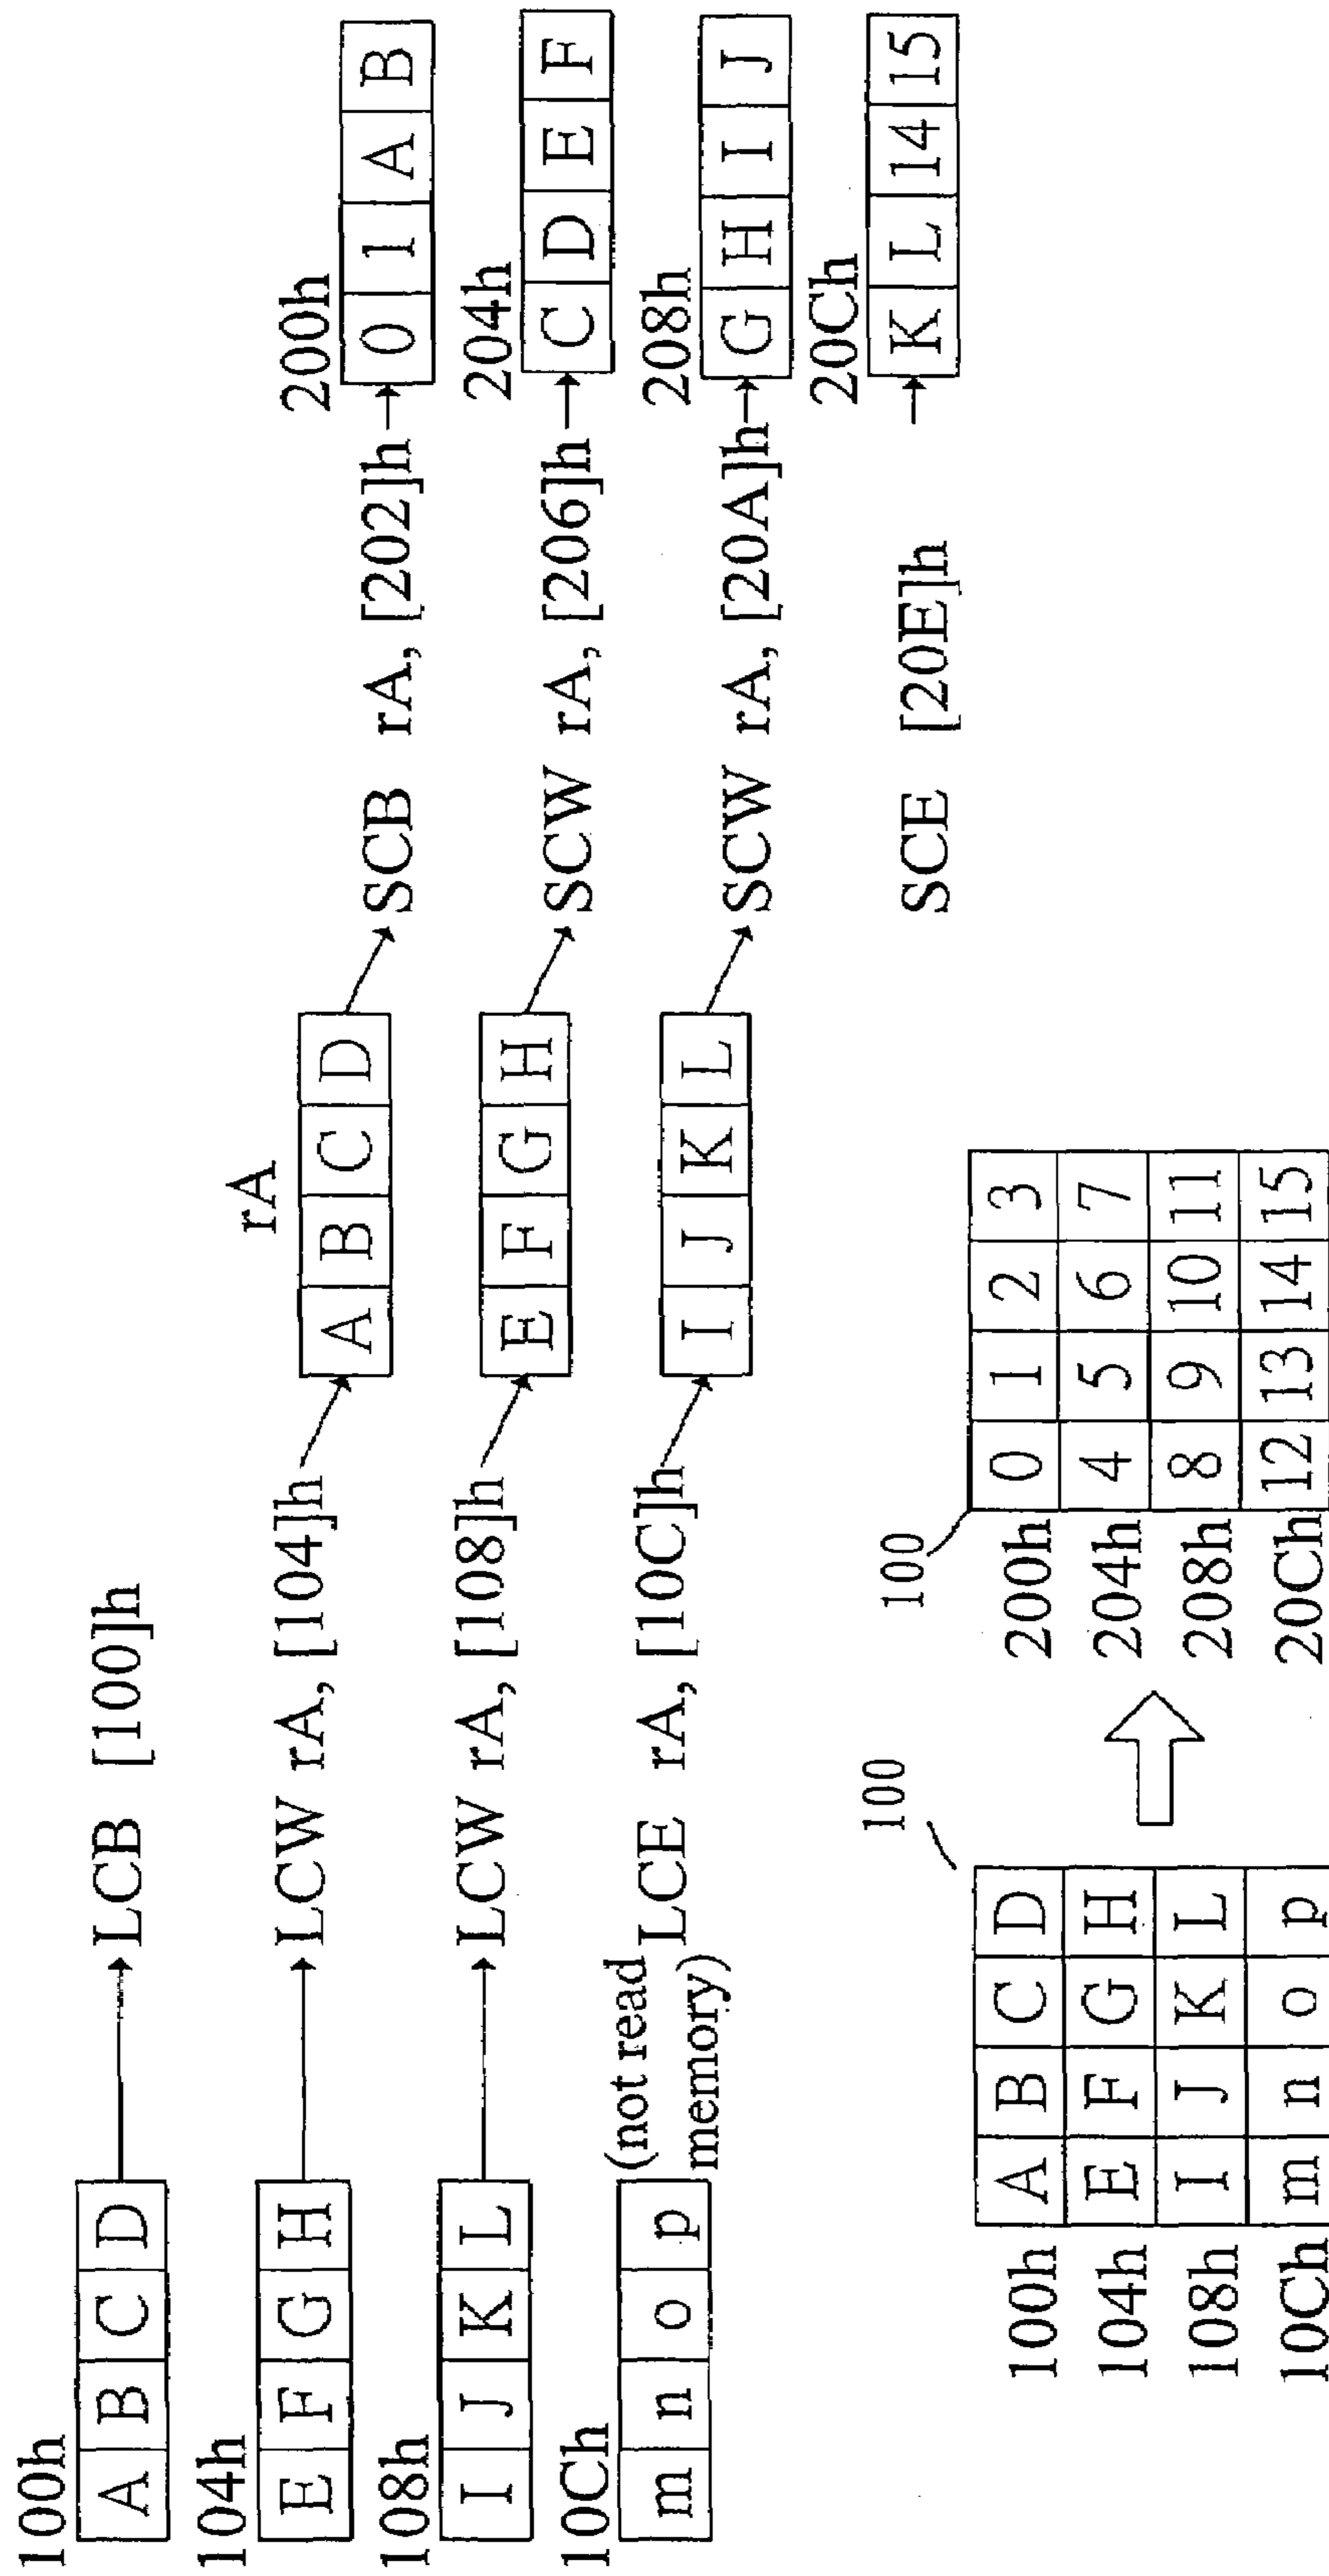 100h
A B C D
LCB [100]h
104h
E F G H
LCW rA, [104]h
rA
A B C D
SCB rA, [202]h
200h
0 1 A B
108h
I J K L
LCW rA, [108]h
E F G H
SCW rA, [206]h
204h
C D E F
10Ch
m n o p
(not read
memory)
LCE rA, [10C]h
I J K L
SCW rA, [20A]h
208h
G H I J
SCE [20E]h
20Ch
K L 14 15
100
100h A B C D
104h E F G H
108h I J K L
10Ch m n o p
100
200h 0 1 2 3
204h 4 5 6 7
208h 8 9 10 11
20Ch 12 13 14 15